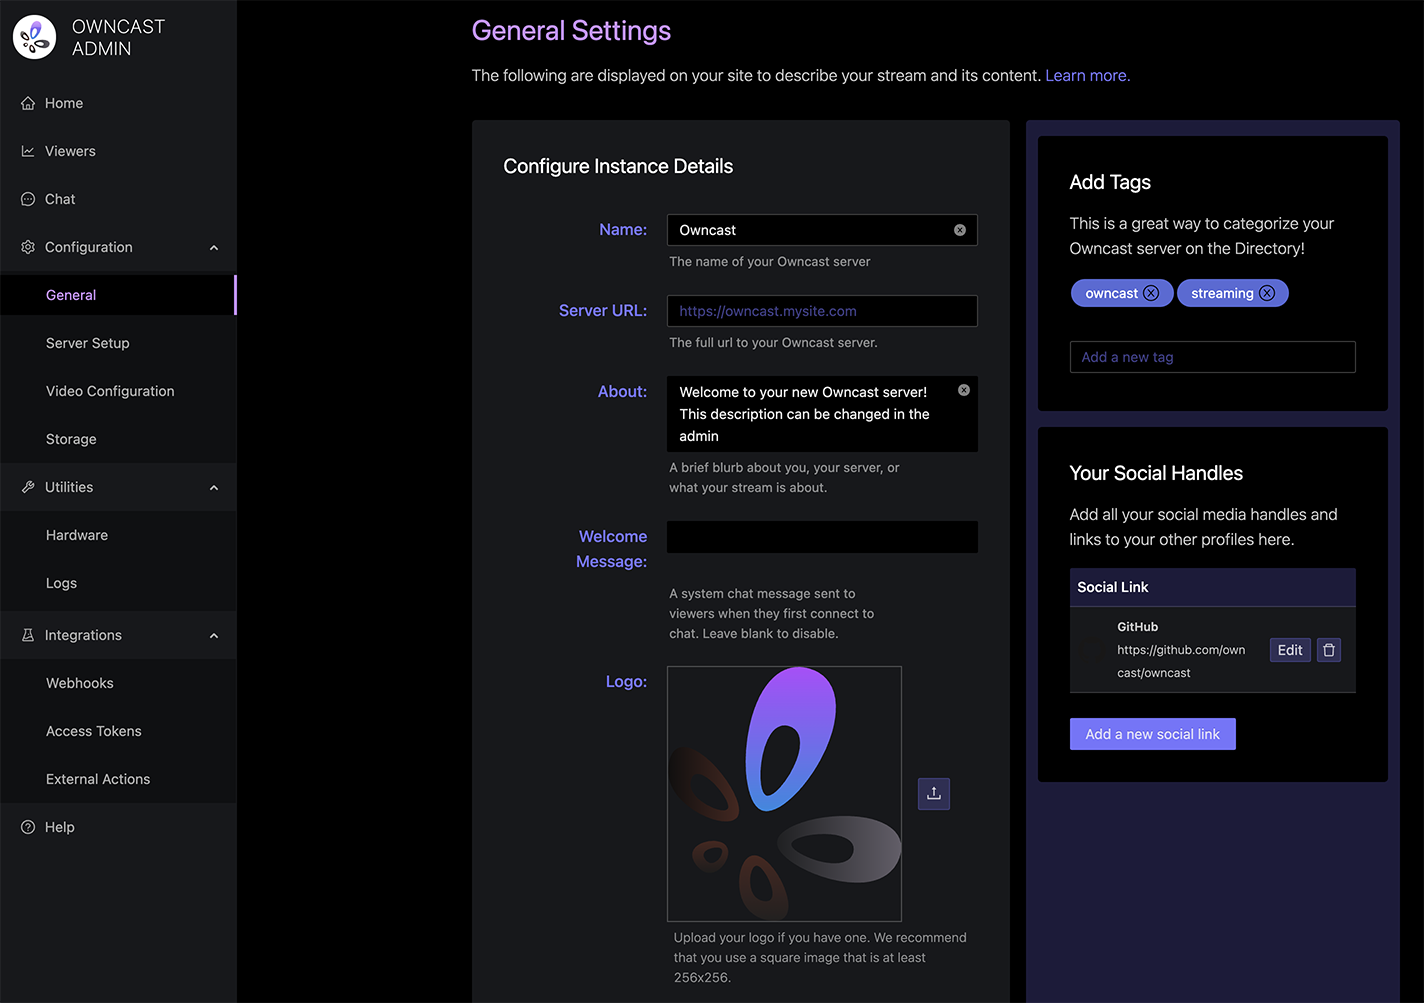 OWNCAST
ADMIN
Home
Viewers
Chat
Configuration
General
Server Setup
Video Configuration
Storage
Utilities
Hardware
Logs
Integrations
Webhooks
Access Tokens
External Actions
Help
General Settings
The following are displayed on your site to describe your stream and its content. Learn more.
Configure Instance Details
Name:
Owncast
The name of your Owncast server
Server URL:
https://owncast.mysite.com
The full url to your Owncast server.
About:
Welcome to your new Owncast server!
This description can be changed in the
admin
A brief blurb about you, your server, or
what your stream is about.
Welcome
Message:
A system chat message sent to
viewers when they first connect to
chat. Leave blank to disable.
Logo:
Upload your logo if you have one. We recommend
that you use a square image that is at least
256x256.
Add Tags
This is a great way to categorize your
Owncast server on the Directory!
owncast
streaming
Add a new tag
Your Social Handles
Add all your social media handles and
links to your other profiles here.
Social Link
GitHub
https://github.com/own
cast/owncast
Edit
Add a new social link